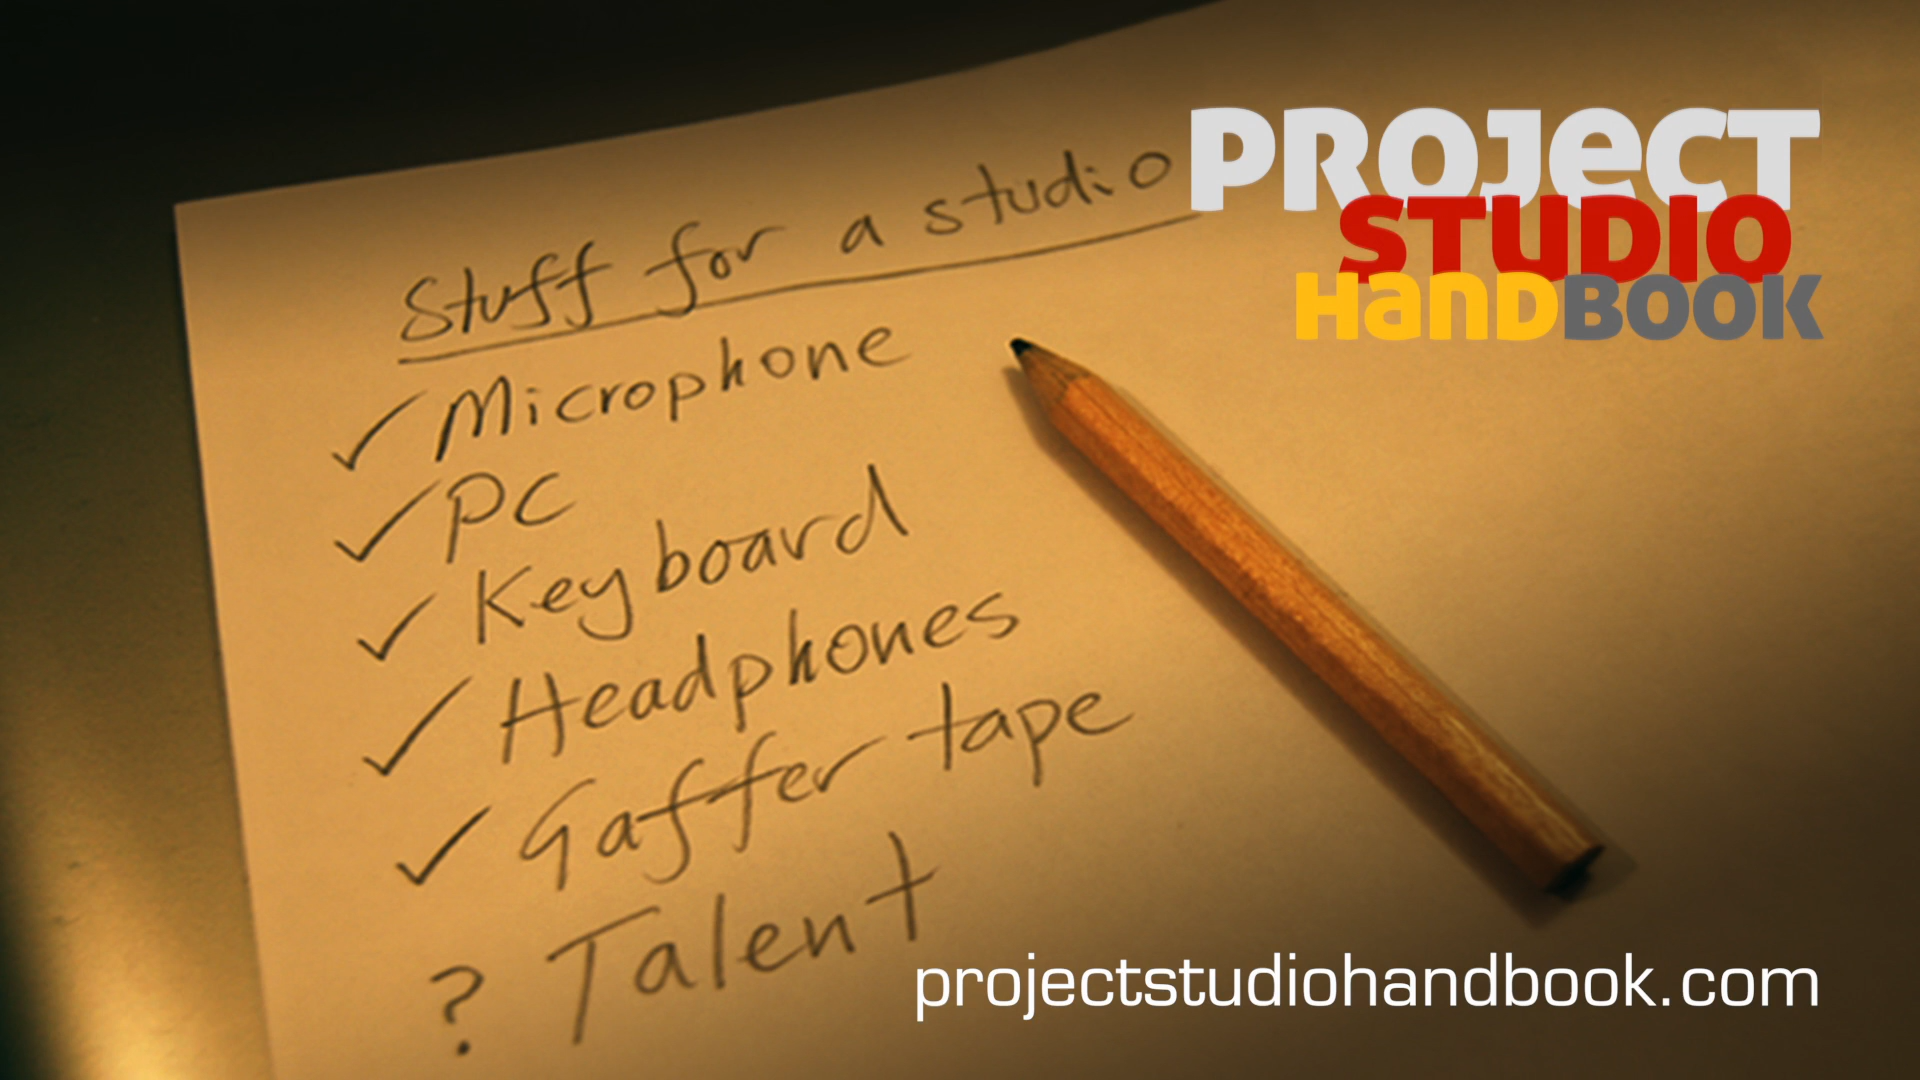 Stuff for a studio
✓ Microphone
✓ PC
✓ Keyboard
✓ Headphones
✓ Gaffer tape
? Talent
PROJECT
STUDIO
HANDBOOK
projectstudiohandbook.com